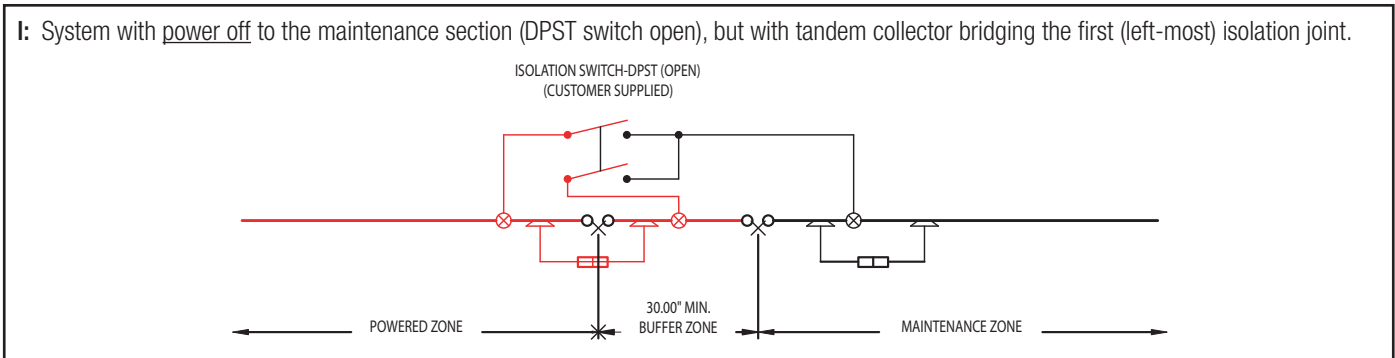 I: System with power off to the maintenance section (DPST switch open), but with tandem collector bridging the first (left-most) isolation joint.
ISOLATION SWITCH-DPST (OPEN)
(CUSTOMER SUPPLIED)
POWERED ZONE
30.00" MIN.
BUFFER ZONE
MAINTENANCE ZONE